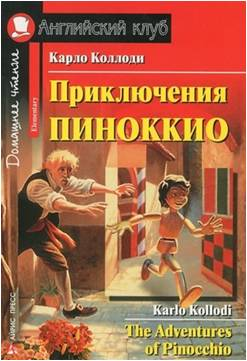 Английский клуб
Домашнее чтение
Elementary
Карло Коллоди
Приключения
ПИНОККИО
Karlo Kollodi
The Adventures
of Pinocchio
АЙРИС ПРЕСС